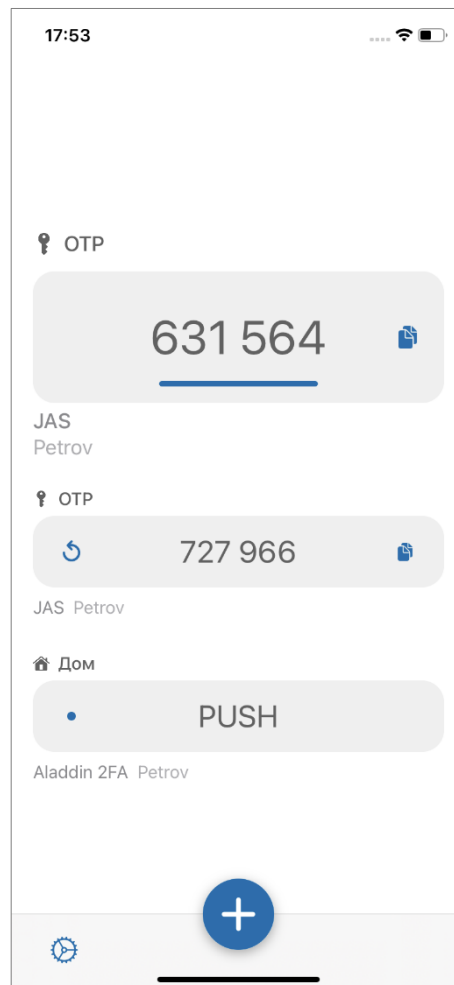 17:53
OTP
631 564
JAS
Petrov
OTP
727 966
JAS Petrov
Дом
PUSH
Aladdin 2FA Petrov